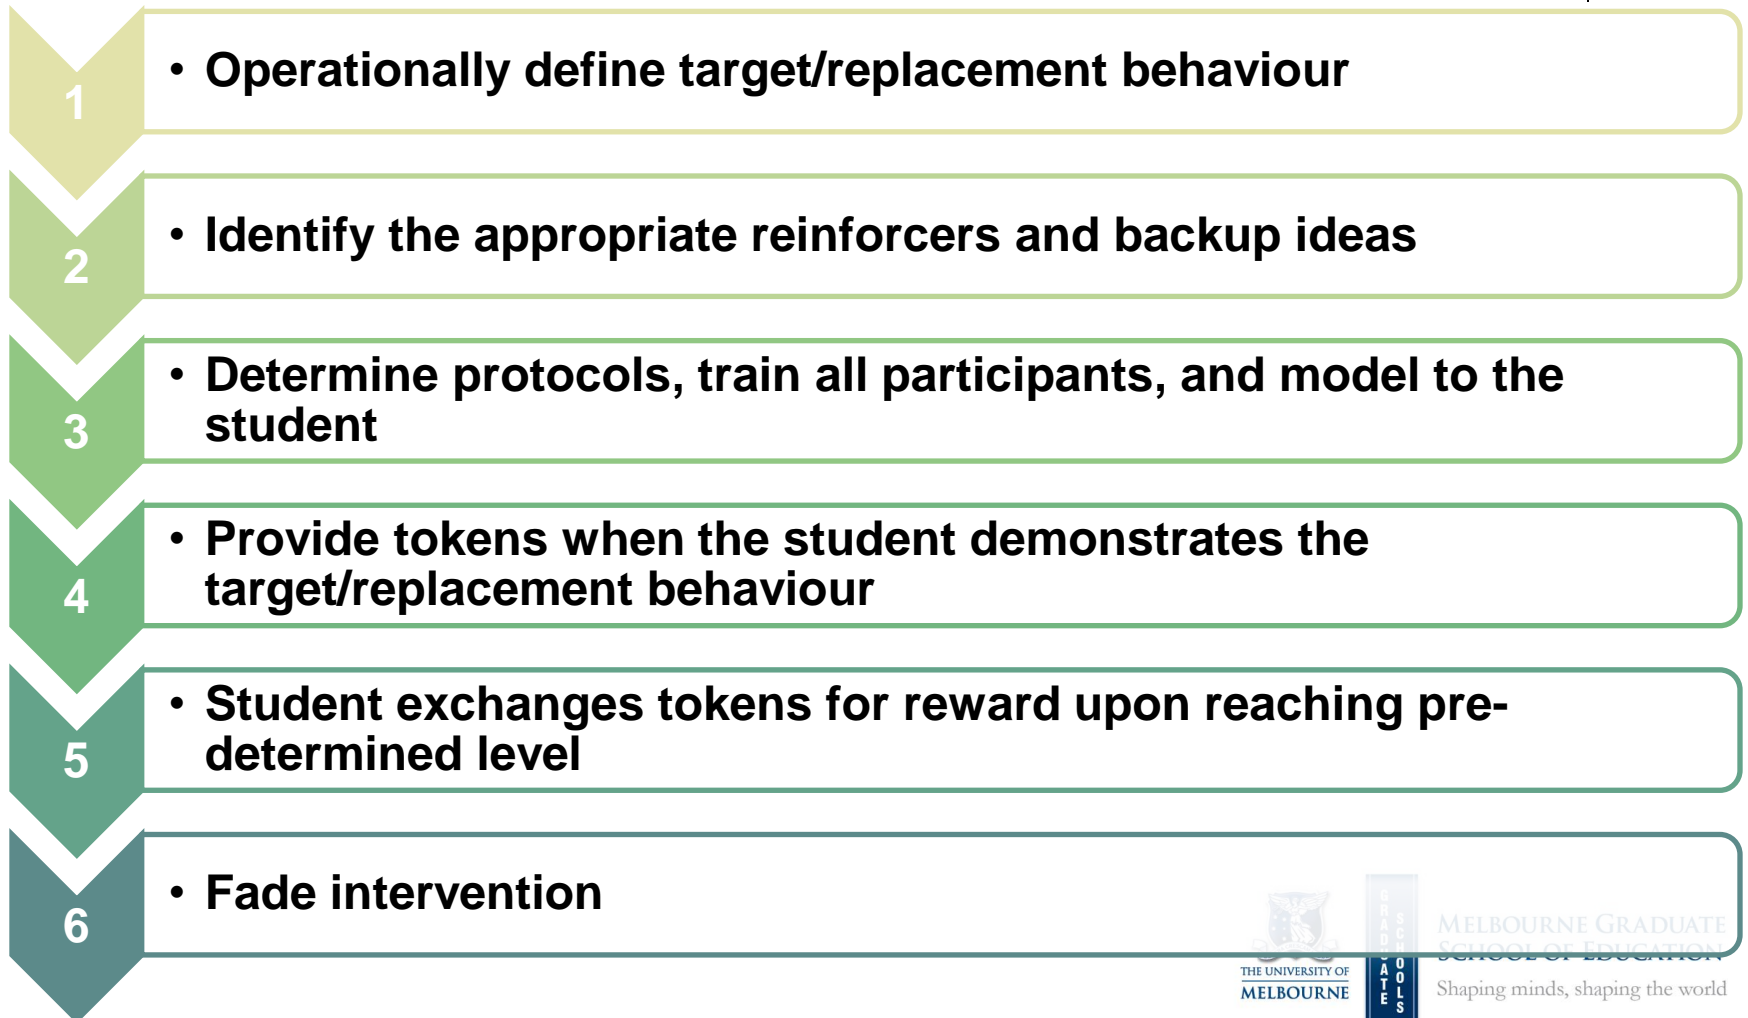 1
• Operationally define target/replacement behaviour
2
• Identify the appropriate reinforcers and backup ideas
3
• Determine protocols, train all participants, and model to the
student
4
• Provide tokens when the student demonstrates the
target/replacement behaviour
5
• Student exchanges tokens for reward upon reaching pre-
determined level
6
• Fade intervention
THE UNIVERSITY OF
MELBOURNE
GRADUATE
SCHOOLS
MELBOURNE GRADUATE
SCHOOL OF EDUCATION
Shaping minds, shaping the world